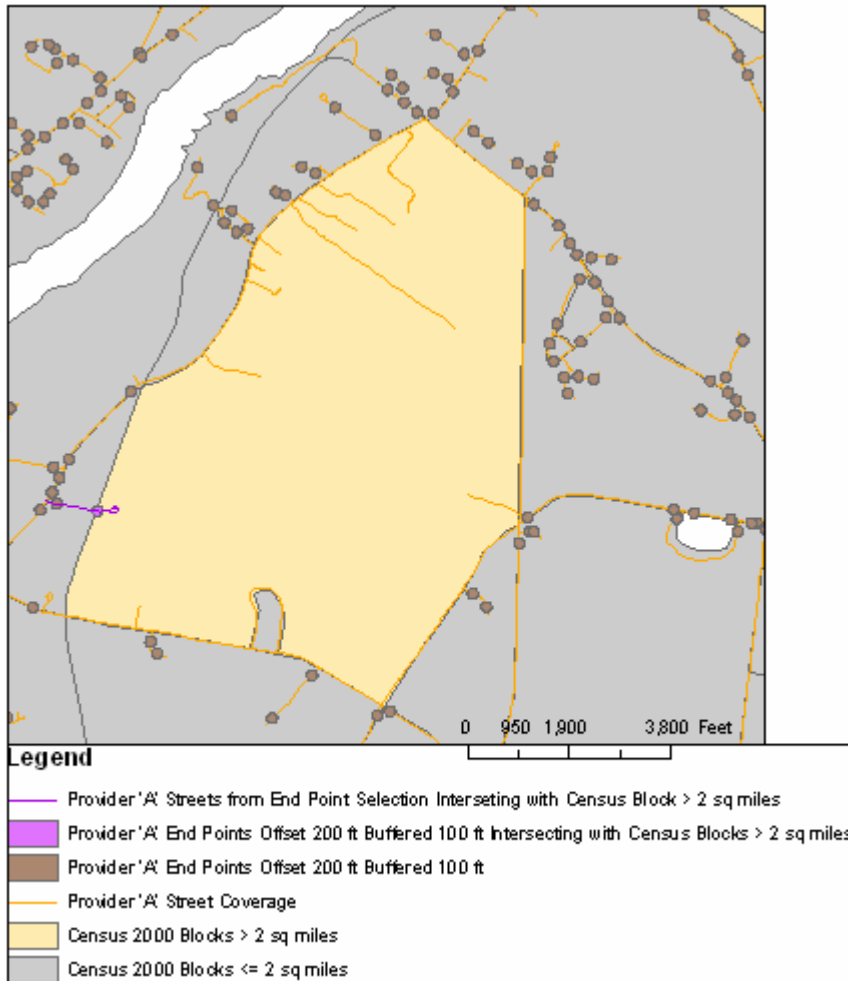 0 950 1,900 3,800 Feet
Legend
Provider 'A' Streets from End Point Selection Interseting with Census Block > 2 sq miles
Provider 'A' End Points Offset 200 ft Buffered 100 ft Intersecting with Census Blocks > 2 sq miles
Provider 'A' End Points Offset 200 ft Buffered 100 ft
Provider 'A' Street Coverage
Census 2000 Blocks > 2 sq miles
Census 2000 Blocks <= 2 sq miles